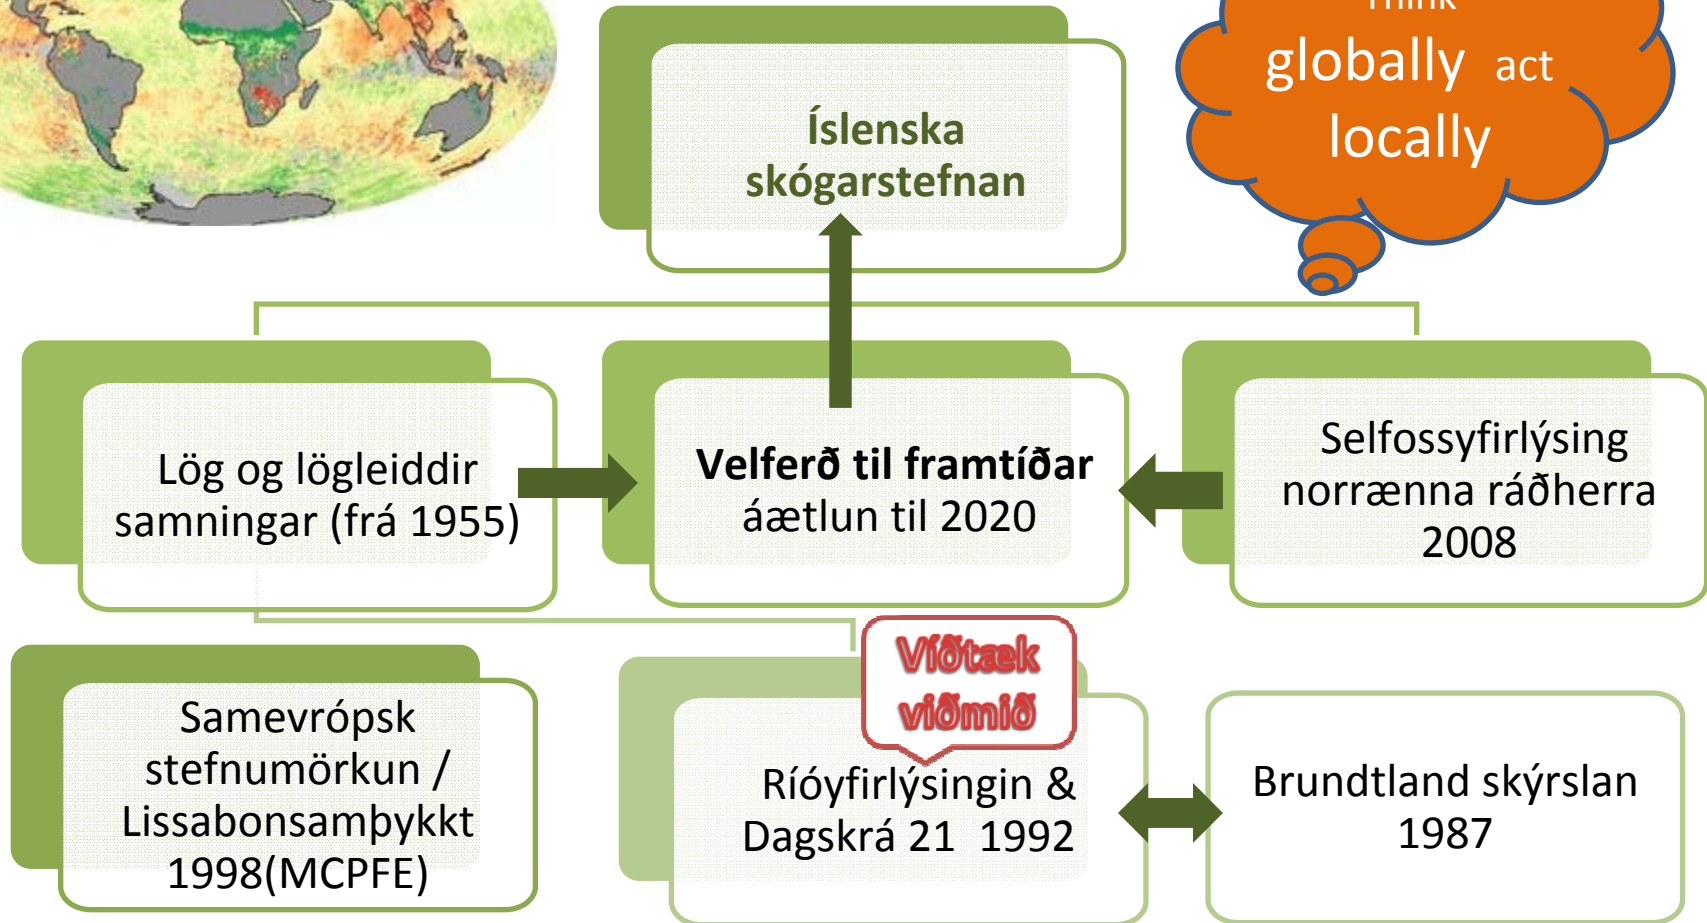 Think
globally act
locally
Íslenska
skógarstefnan
Lög og lögleiddir
samningar (frá 1955)
Velferð til framtíðar
áætlun til 2020
Selfossyfirlýsing
norrænna ráðherra
2008
Samevrópsk
stefnumörkun /
Lissabonsamþykkt
1998(MCPFE)
Víðtæk
viðmið
Ríóyfirlýsingin &
Dagskrá 21 1992
Brundtland skýrslan
1987